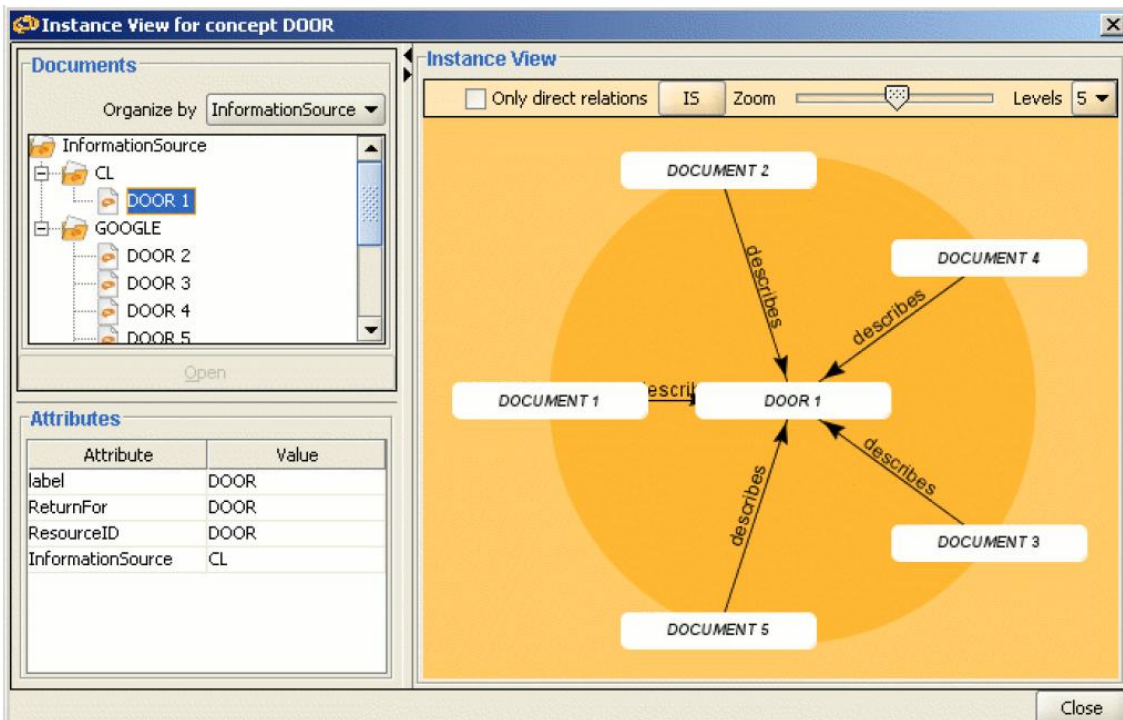 Instance View for concept DOOR
Documents
Organize by InformationSource
InformationSource
CL
DOOR 1
GOOGLE
DOOR 2
DOOR 3
DOOR 4
DOOR 5
Open
Attributes
Attribute Value
label DOOR
ReturnFor DOOR
ResourceID DOOR
InformationSource CL
Instance View
Only direct relations IS Zoom Levels 5
DOCUMENT 2
DOCUMENT 4
describes
describes
DOCUMENT 1 describ DOOR 1
describes
describes
DOCUMENT 3
DOCUMENT 5
Close